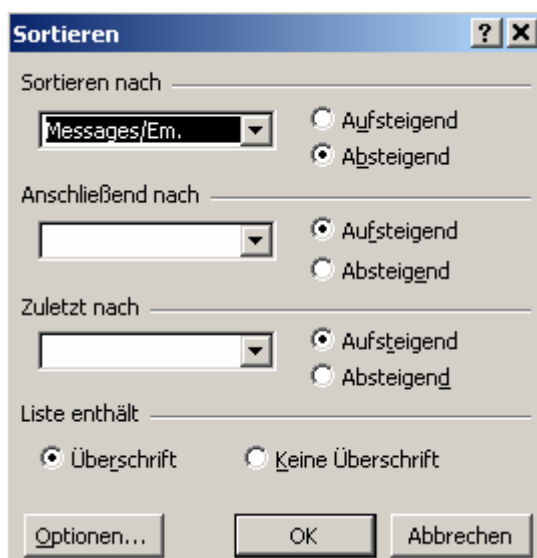 Sortieren
Sortieren nach
Messages/Em.
Aufsteigend
Absteigend
Anschließend nach
Aufsteigend
Absteigend
Zuletzt nach
Aufsteigend
Absteigend
Liste enthält
Überschrift Keine Überschrift
Optionen... OK Abbrechen